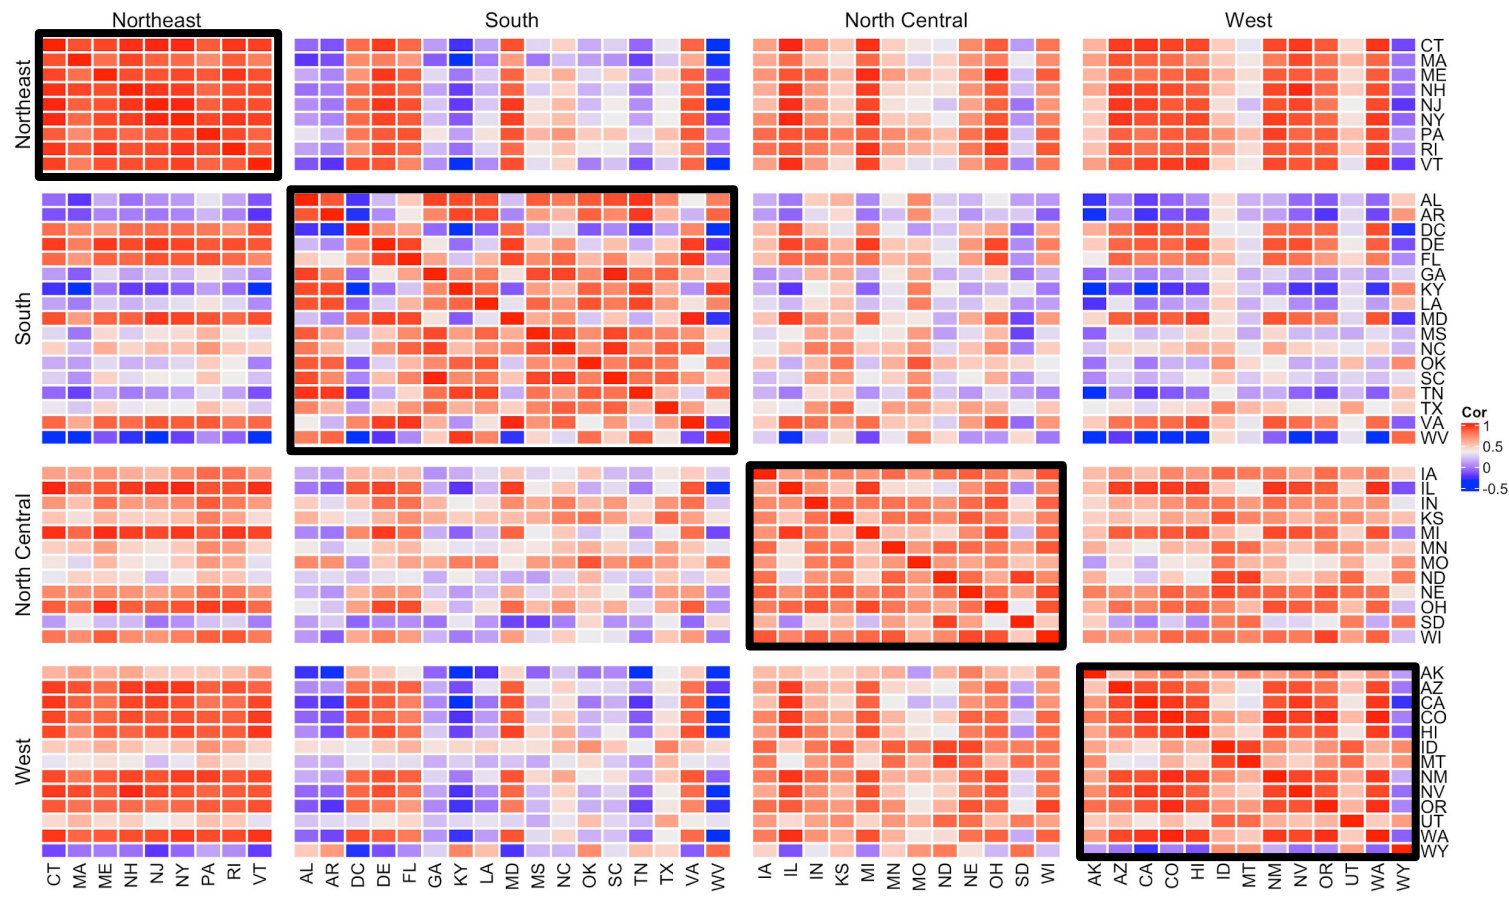 Northeast South North Central West
Northeast
CT
MA
ME
NH
NJ
NY
PA
RI
VT
South
AL
AR
DC
DE
FL
GA
KY
LA
MD
MS
NC
OK
SC
TN
TX
VA
WV
Cor
1
0.5
0
-0.5
North Central
IA
IL
IN
KS
MI
MN
MO
ND
NE
OH
SD
WI
West
AK
AZ
CA
CO
HI
ID
MT
NM
NV
OR
UT
WA
WY
CT MA ME NH NJ NY PA RI VT AL AR DC DE FL GA KY LA MD MS NC OK SC TN TX VA WV IA IL IN KS MI MN MO ND NE OH SD WI AK AZ CA CO HI ID MT NM NV OR UT WA WY